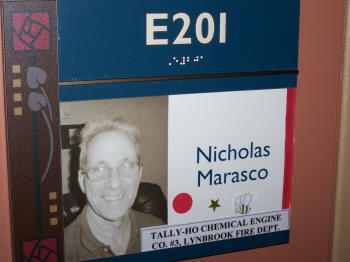 E201
Nicholas
Marasco
TALLY-HO CHEMICAL ENGINE
CO. #3, LYNBROOK FIRE DEPT.